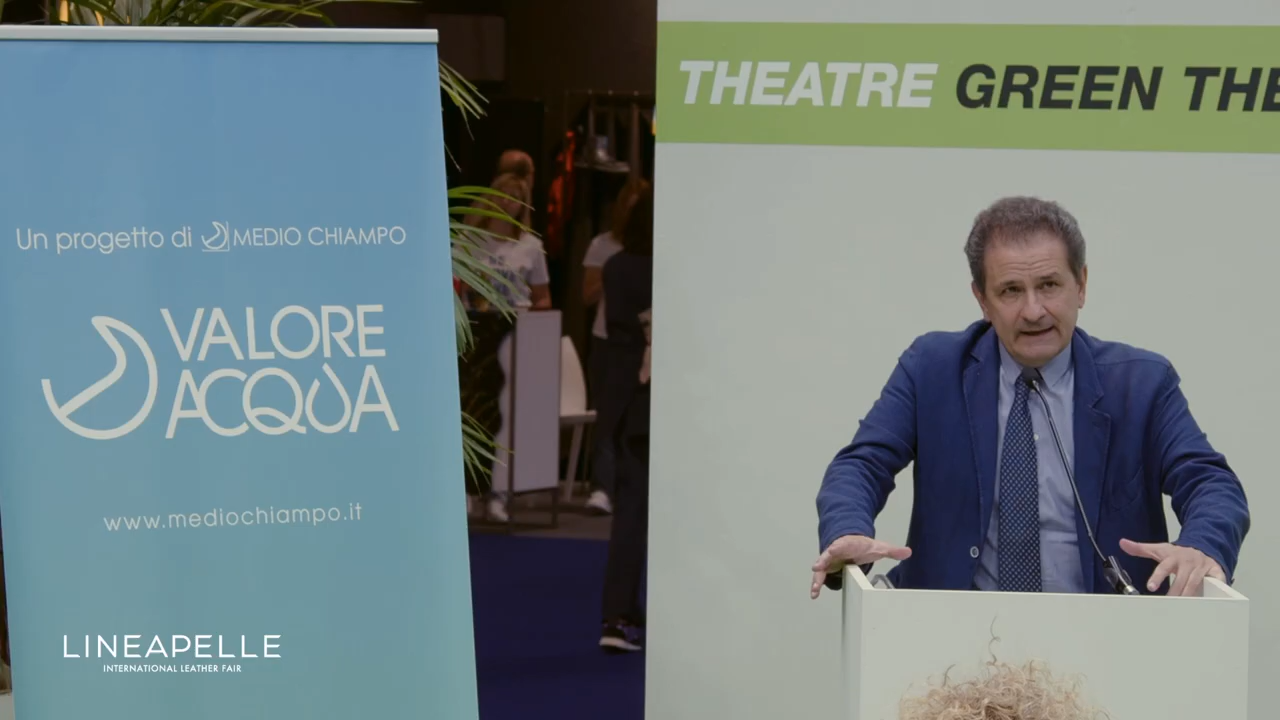 THEATRE GREEN THE
Un progetto di MEDIO CHIAMPO
VALORE
ACQUA
www.mediochiampo.it
LINEAPELLE
INTERNATIONAL LEATHER FAIR